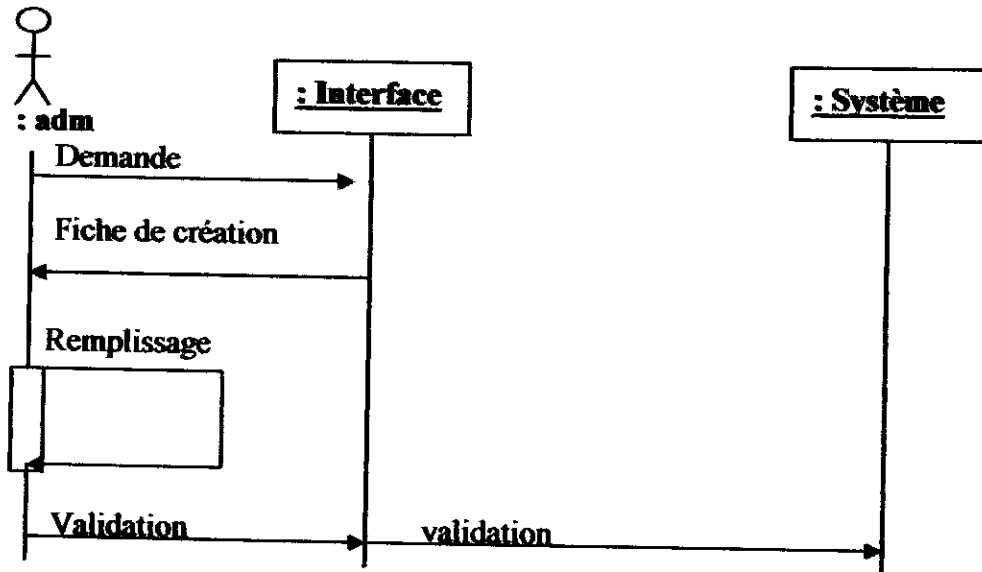 : Interface
: Système
: adm
Demande
Fiche de création
Remplissage
Validation
validation